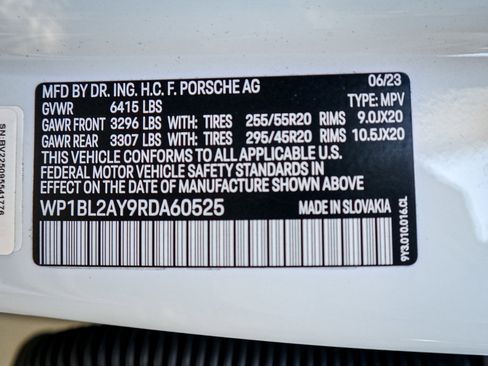 MFD BY DR. ING. H.C. F. PORSCHE AG 06/23
GVWR 6415 LBS TYPE: MPV
GAWR FRONT 3296 LBS WITH: TIRES 255/55R20 RIMS 9.0JX20
GAWR REAR 3307 LBS WITH: TIRES 295/45R20 RIMS 10.5JX20
THIS VEHICLE CONFORMS TO ALL APPLICABLE
FEDERAL MOTOR VEHICLE SAFETY STANDARDS IN
EFFECT ON THE DATE OF MANUFACTURE SHOWN ABOVE
WP1BL2AY9RDA60525 MADE IN SLOVAKIA
9Y3.010.016.CL
SN:BV225095541776